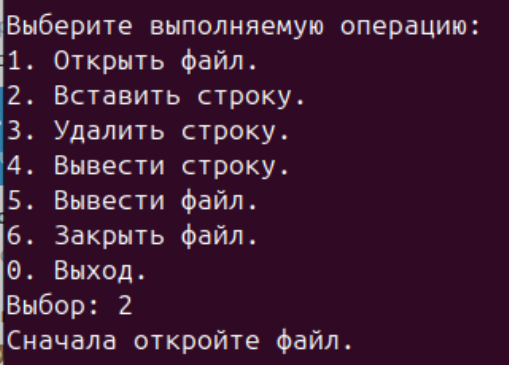 Выберите выполняемую операцию:
1. Открыть файл.
2. Вставить строку.
3. Удалить строку.
4. Вывести строку.
5. Вывести файл.
6. Закрыть файл.
0. Выход.
Выбор: 2
Сначала откройте файл.